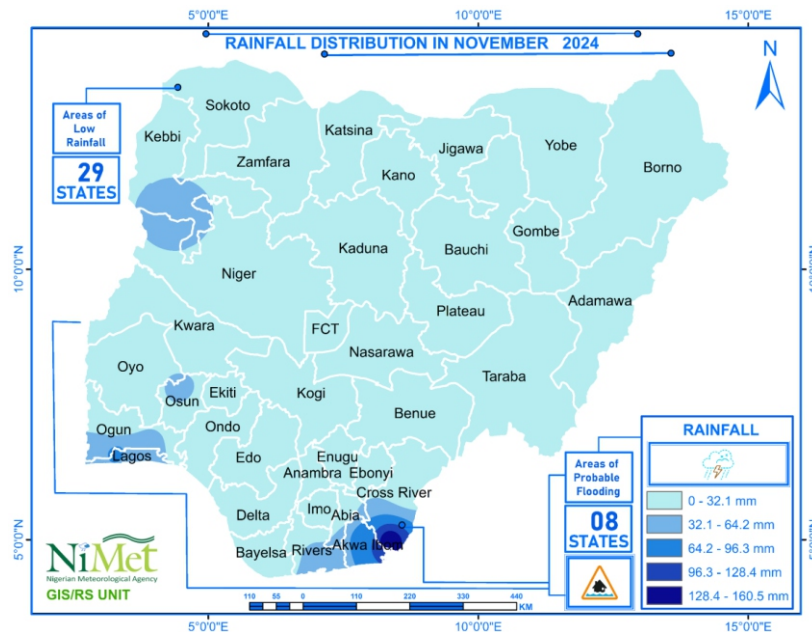 5°0'0"E 10°0'0"E 15°0'0"E
RAINFALL DISTRIBUTION IN NOVEMBER 2024
N
Areas of
Low
Rainfall
29
STATES
Sokoto
Kebbi
Katsina
Zamfara
Jigawa
Kano
Yobe
Borno
10°0'0"N
Kaduna
Bauchi
Gombe
Niger
Adamawa
Plateau
Kwara
FCT
Nasarawa
Oyo
Taraba
Osun
Ekiti
Kogi
Benue
Ogun
Ondo
Lagos
Edo
Enugu
Anambra
Ebonyi
Cross River
Delta
Imo
Abia
Bayelsa
Rivers
Akwa Ibom
5°0'0"N
Areas of
Probable
Flooding
08
STATES
RAINFALL
0 - 32.1 mm
32.1 - 64.2 mm
64.2 - 96.3 mm
96.3 - 128.4 mm
128.4 - 160.5 mm
NiMet
Nigerian Meteorological Agency
GIS/RS UNIT
110 55 0 110 220 330 440
KM
5°0'0"E 10°0'0"E 15°0'0"E